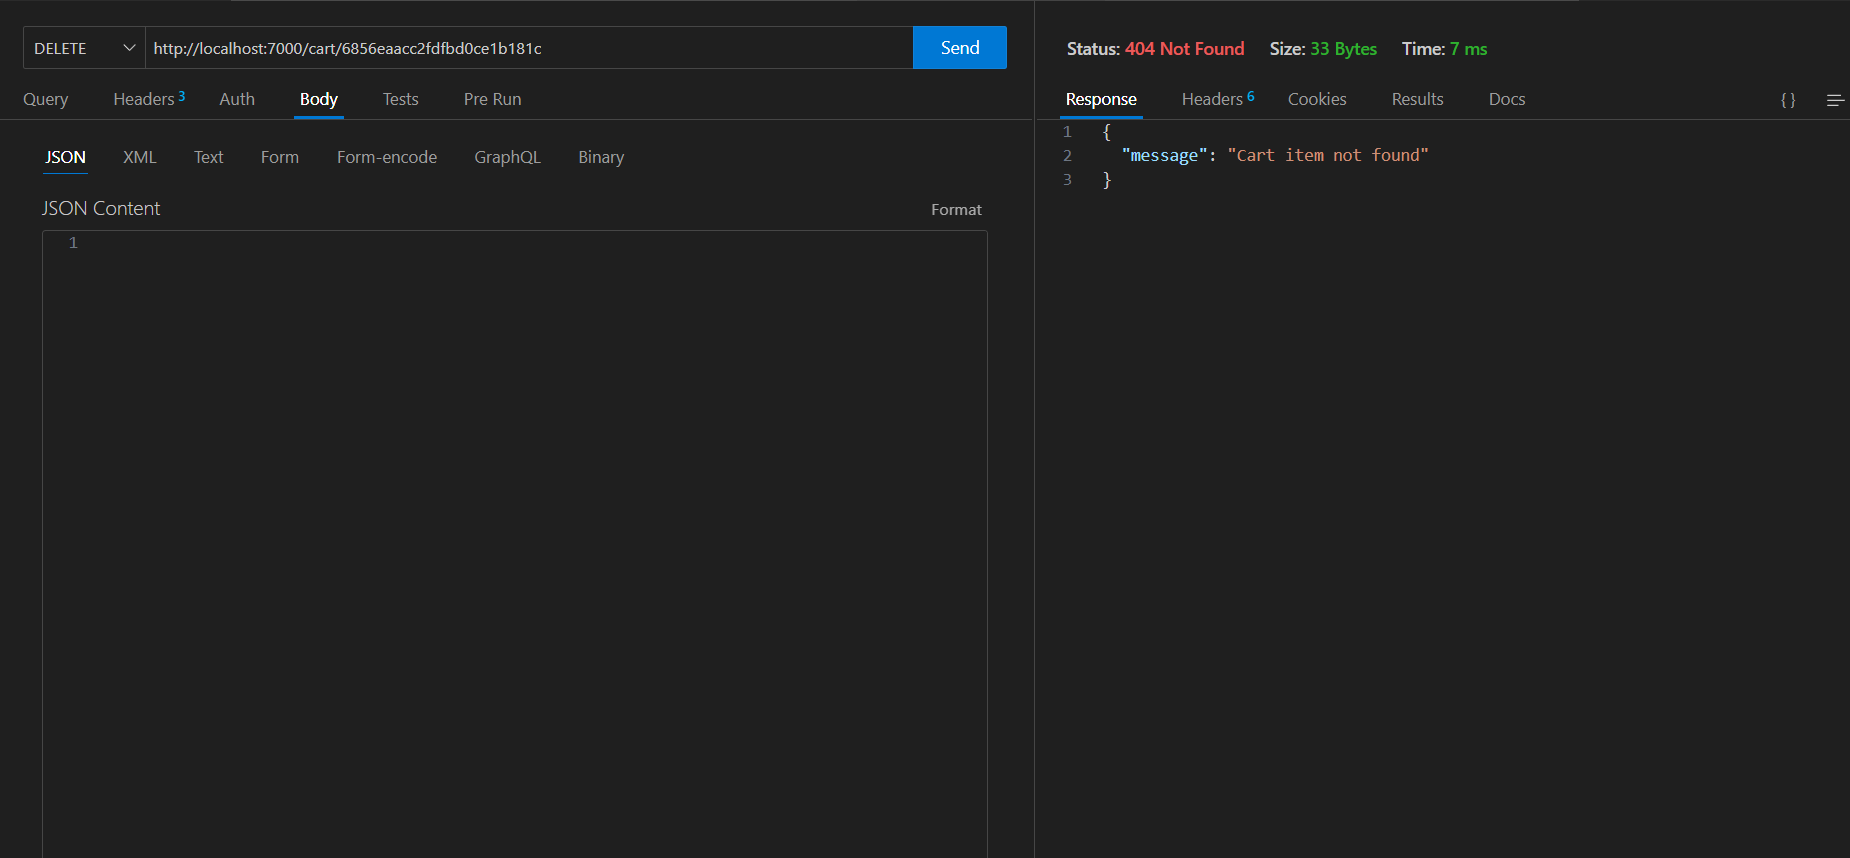 DELETE http://localhost:7000/cart/6856eaacc2fdfbd0ce1b181c Send
Query Headers 3 Auth Body Tests Pre Run
JSON XML Text Form Form-encode GraphQL Binary
JSON Content Format
1
Status: 404 Not Found Size: 33 Bytes Time: 7 ms
Response Headers 6 Cookies Results Docs { }
1 {
2 "message": "Cart item not found"
3 }